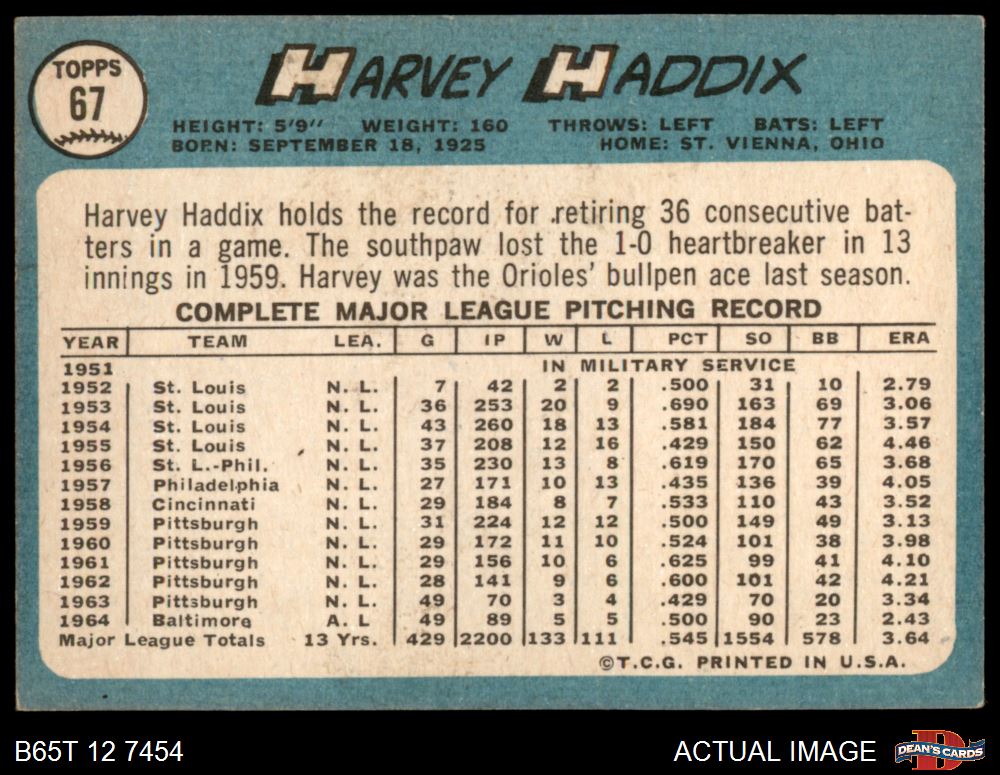 TOPPS
67
HARVEY HADDIX
HEIGHT: 5'9" WEIGHT: 160 THROWS: LEFT BATS: LEFT
BORN: SEPTEMBER 18, 1925 HOME: ST. VIENNA, OHIO
Harvey Haddix holds the record for retiring 36 consecutive bat-
ters in a game. The southpaw lost the 1-0 heartbreaker in 13
innings in 1959. Harvey was the Orioles' bullpen ace last season.
COMPLETE MAJOR LEAGUE PITCHING RECORD
YEAR TEAM LEA. G IP W L PCT SO BB ERA
1951 IN MILITARY SERVICE
1952 St. Louis N. L. 7 42 2 2 .500 31 10 2.79
1953 St. Louis N. L. 36 253 20 9 .690 163 69 3.06
1954 St. Louis N. L. 43 260 18 13 .581 184 77 3.57
1955 St. Louis N. L. 37 208 12 16 .429 150 62 4.46
1956 St. L.-Phil. N. L. 35 230 13 8 .619 170 65 3.68
1957 Philadelphia N. L. 27 171 10 13 .435 136 39 4.05
1958 Cincinnati N. L. 29 184 8 7 .533 110 43 3.52
1959 Pittsburgh N. L. 31 224 12 12 .500 149 49 3.13
1960 Pittsburgh N. L. 29 172 11 10 .524 101 38 3.98
1961 Pittsburgh N. L. 29 156 10 6 .625 99 41 4.10
1962 Pittsburgh N. L. 28 141 9 6 .600 101 42 4.21
1963 Pittsburgh N. L. 49 70 3 4 .429 70 20 3.34
1964 Baltimore A. L 49 89 5 5 .500 90 23 2.43
Major League Totals 13 Yrs. 429 2200 133 111 .545 1554 578 3.64
©T.C.G. PRINTED IN U.S.A.
B65T 12 7454 ACTUAL IMAGE DEAN'S CARDS